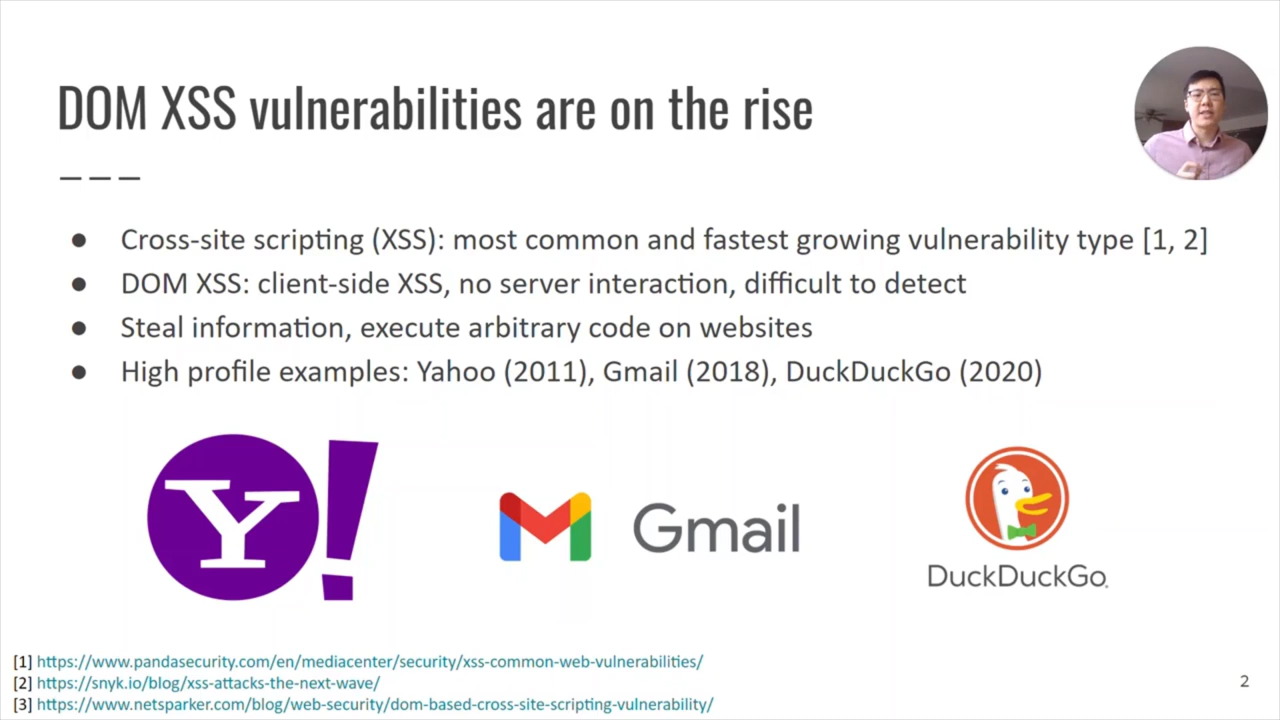 DOM XSS vulnerabilities are on the rise
● Cross-site scripting (XSS): most common and fastest growing vulnerability type [1, 2]
● DOM XSS: client-side XSS, no server interaction, difficult to detect
● Steal information, execute arbitrary code on websites
● High profile examples: Yahoo (2011), Gmail (2018), DuckDuckGo (2020)
Y!
Gmail
DuckDuckGo.
[1] https://www.pandasecurity.com/en/mediacenter/security/xss-common-web-vulnerabilities/
[2] https://snyk.io/blog/xss-attacks-the-next-wave/
[3] https://www.netsparker.com/blog/web-security/dom-based-cross-site-scripting-vulnerability/
2